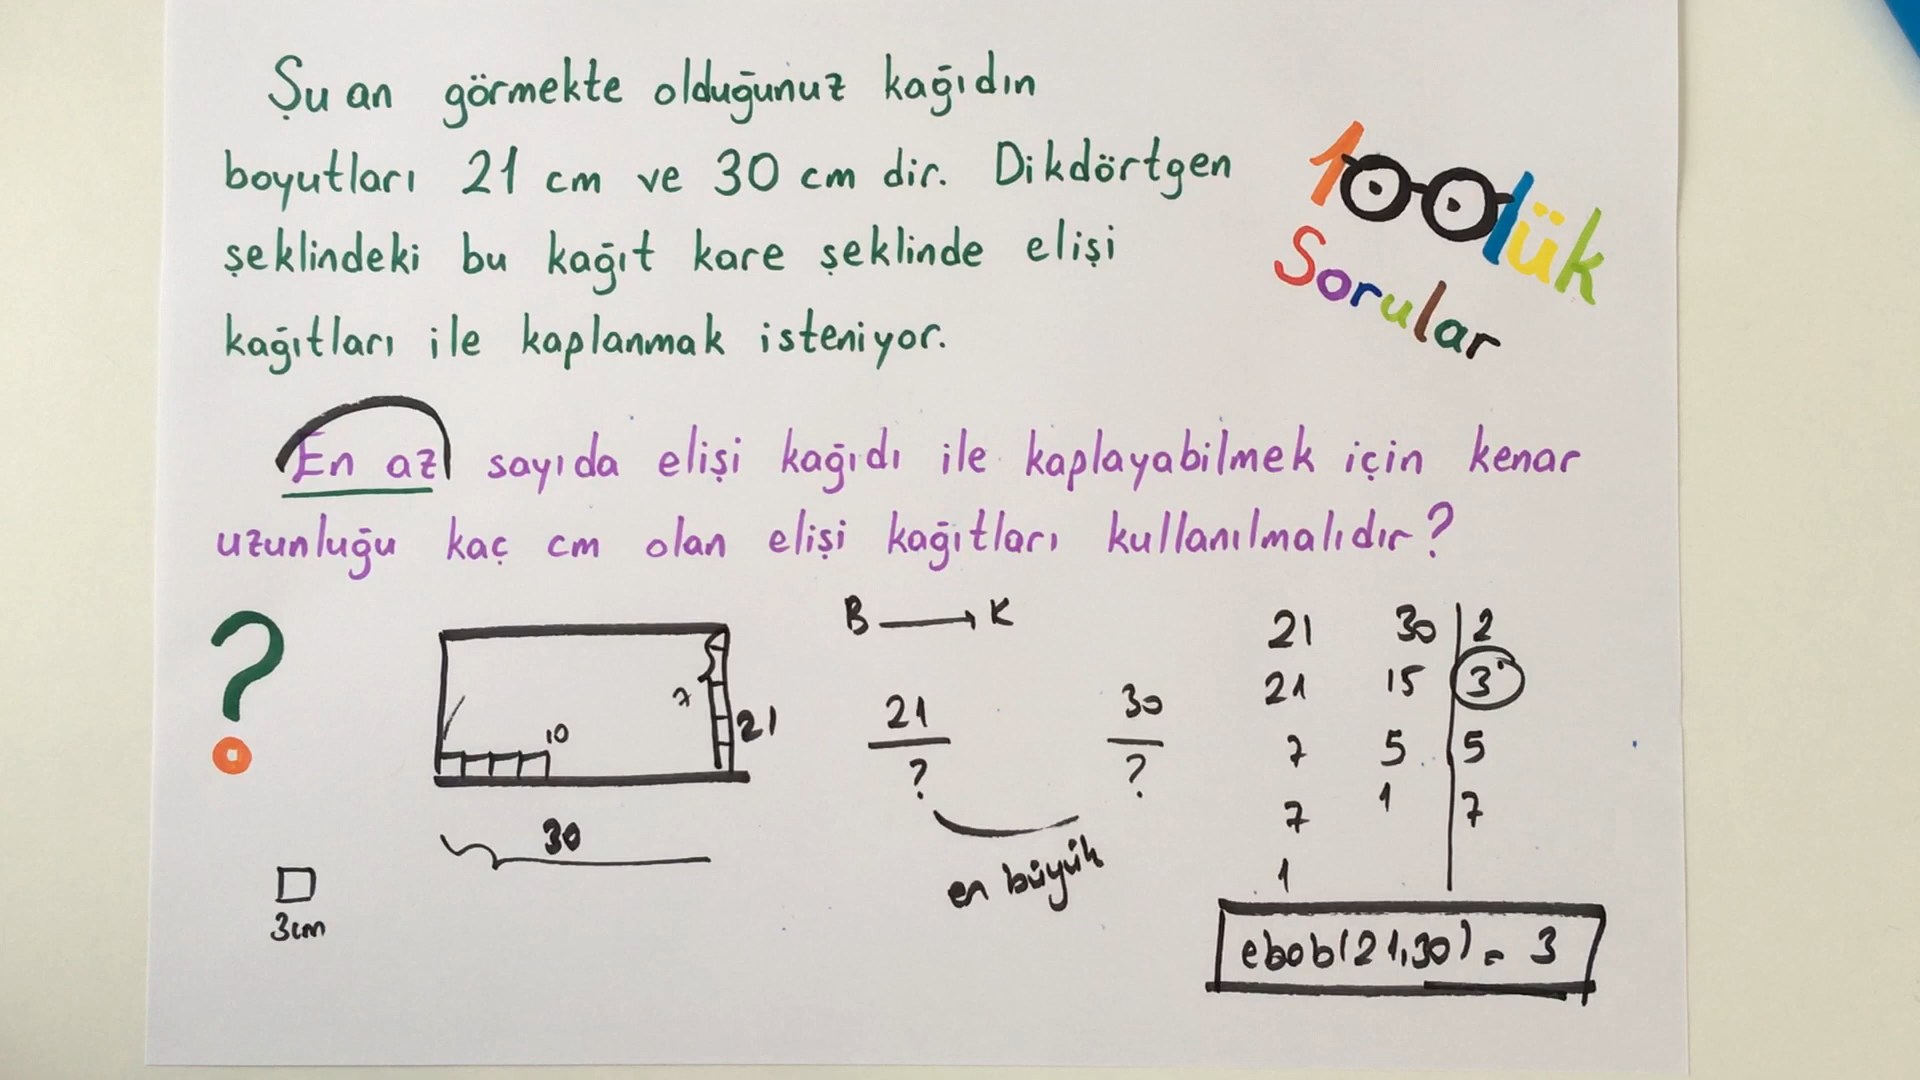 Şu an görmekte olduğunuz kağıdın
boyutları 21 cm ve 30 cm dir. Dikdörtgen
şeklindeki bu kağıt kare şeklinde elişi
kağıtları ile kaplanmak isteniyor.
100lük
Sorular
En az sayıda elişi kağıdı ile kaplayabilmek için kenar
uzunluğu kaç cm olan elişi kağıtları kullanılmalıdır?
?
3cm
10
7
21
30
B → K
21
?
30
?
en büyük
21 30 | 2
21 15 | 3
7 5 | 5
7 1 | 7
1
ebob(21,30) = 3